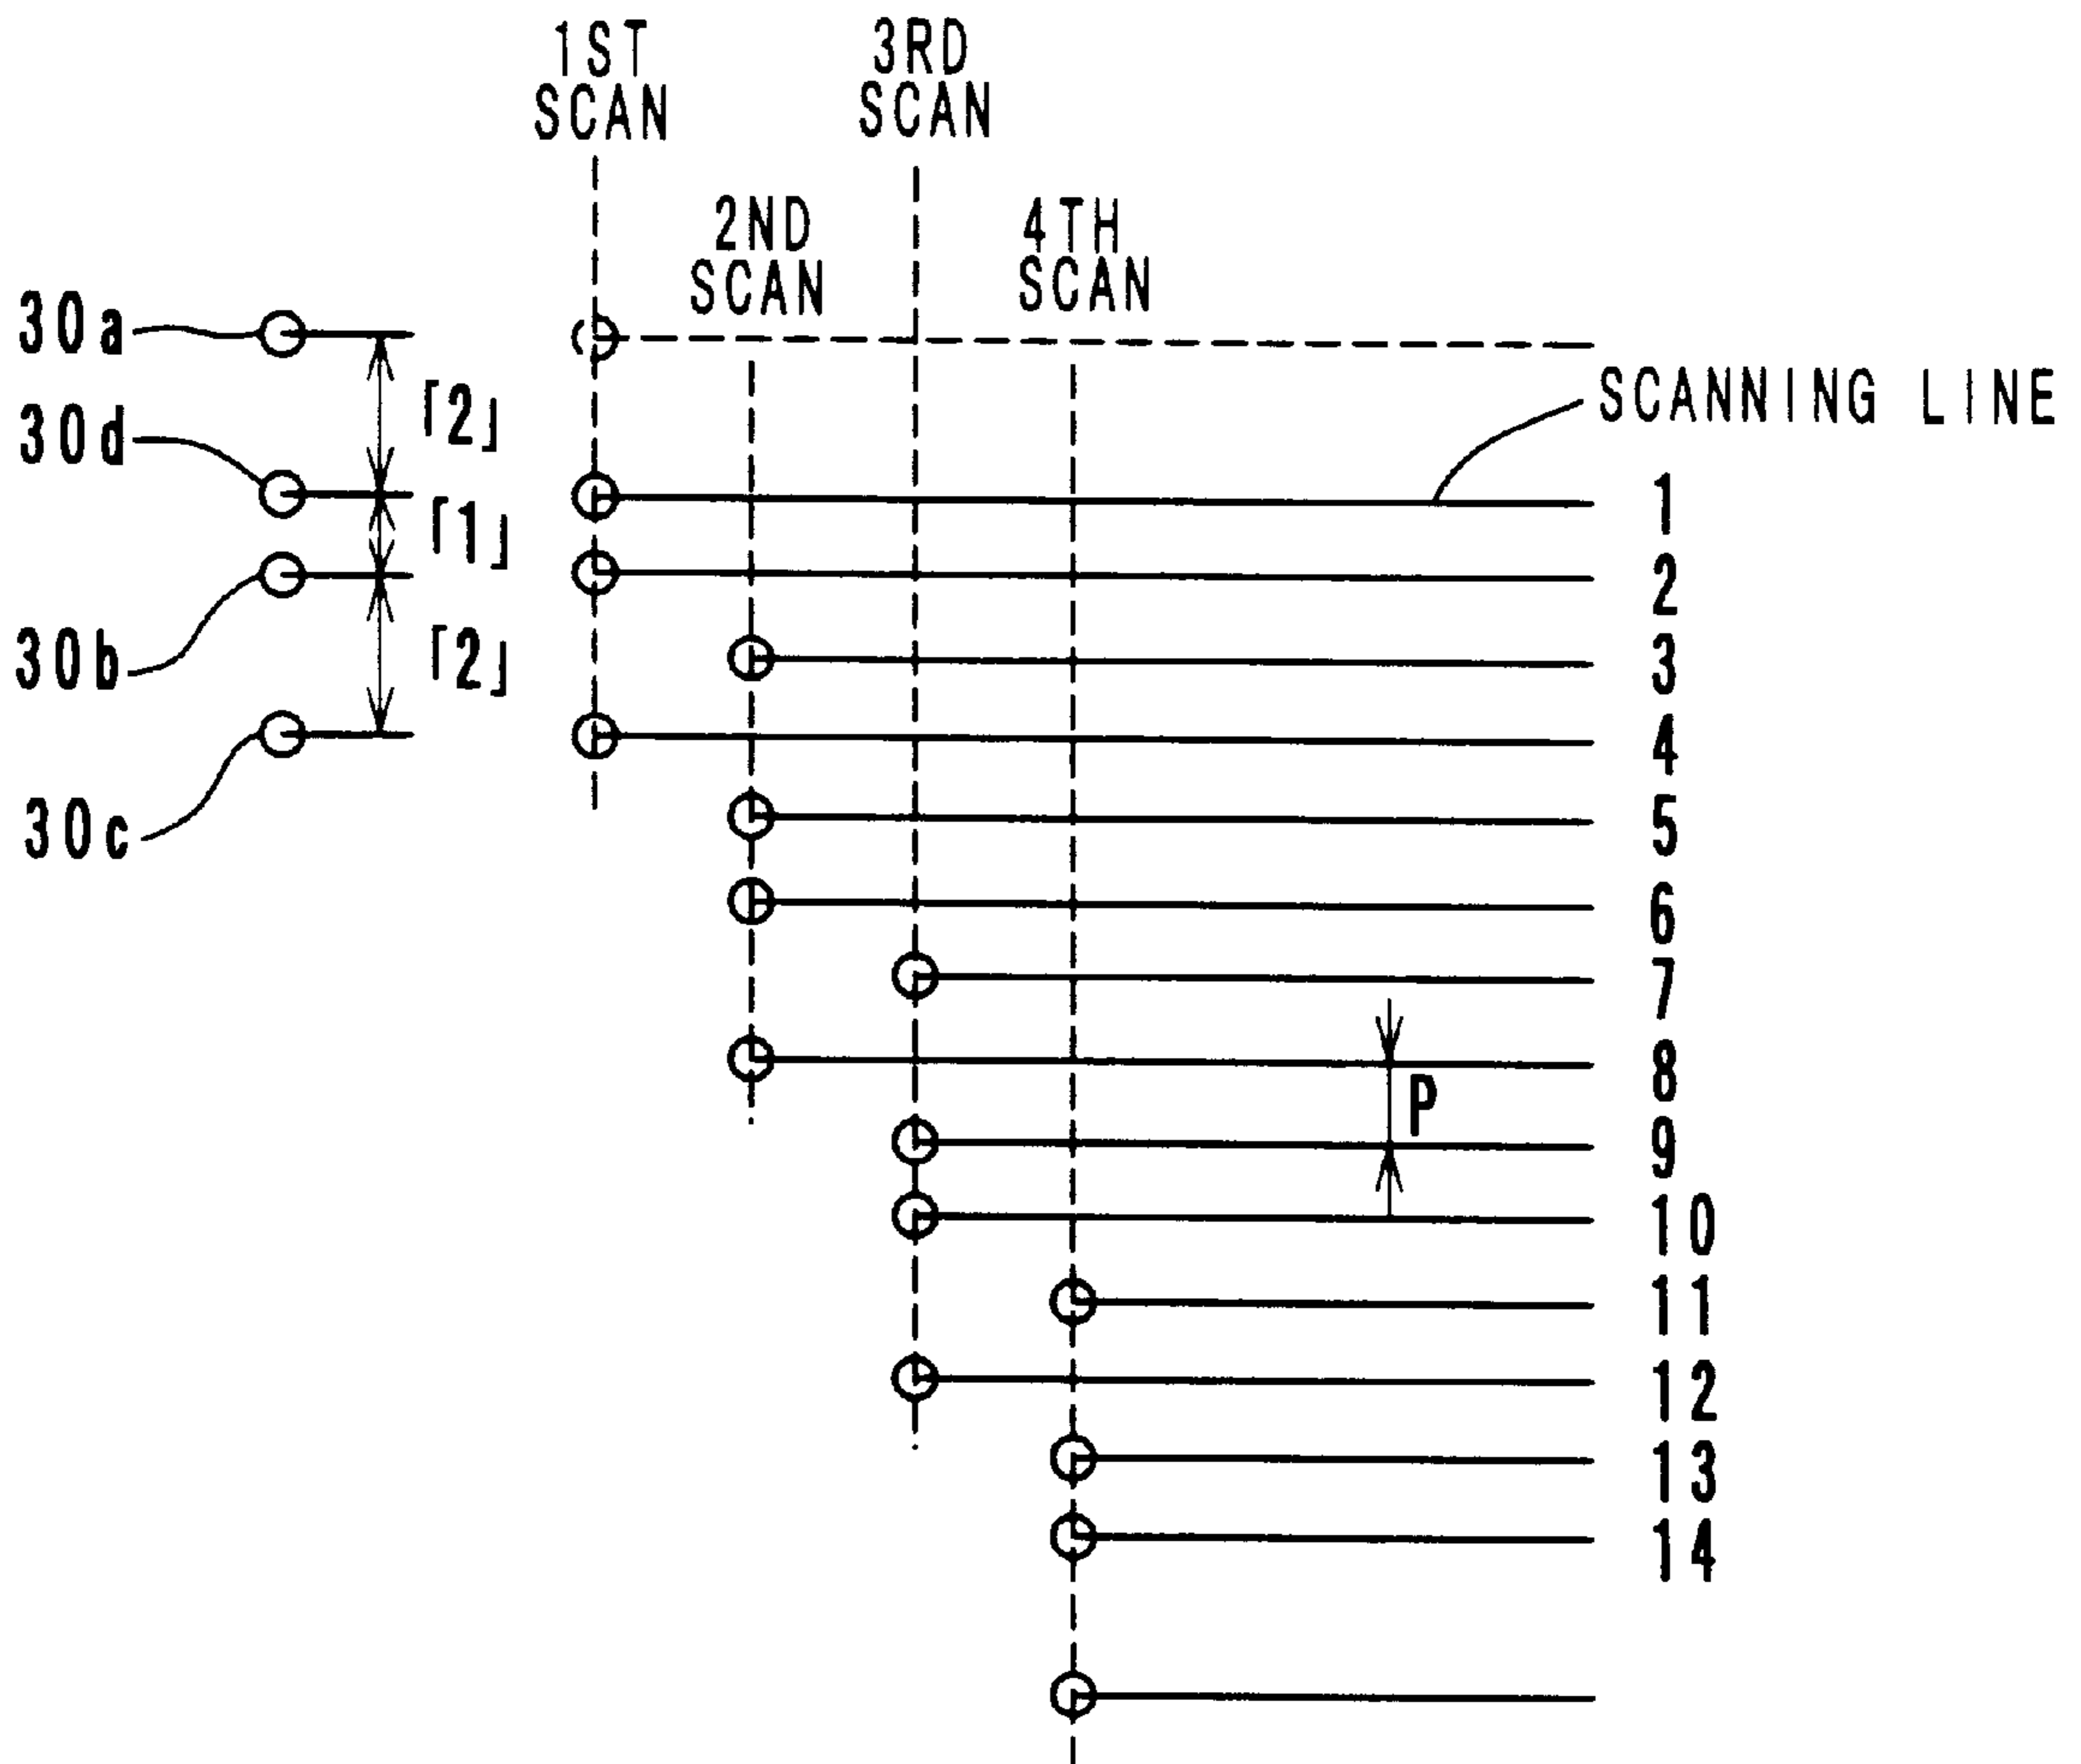 1ST
SCAN
3RD
SCAN
2ND
SCAN
4TH
SCAN
30a
「2」
SCANNING LINE
30d
1
「1」
2
30b
「2」
3
4
30c
5
6
7
8
P
9
10
11
12
13
14